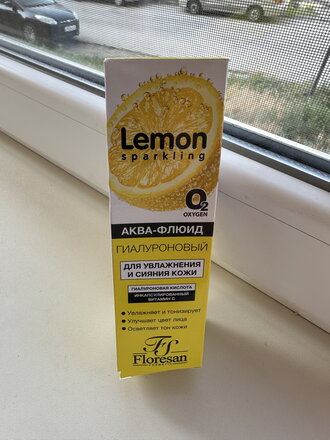 Lemon
sparkling
O2
OXYGEN
АКВА-ФЛЮИД
ГИАЛУРОНОВЫЙ
ДЛЯ УВЛАЖНЕНИЯ
И СИЯНИЯ КОЖИ
ГИАЛУРОНОВАЯ КИСЛОТА
ИНКАПСУЛИРОВАННЫЙ
ВИТАМИН С
• Увлажняет и тонизирует
• Улучшает цвет лица
• Осветляет тон кожи
FS
Floresan